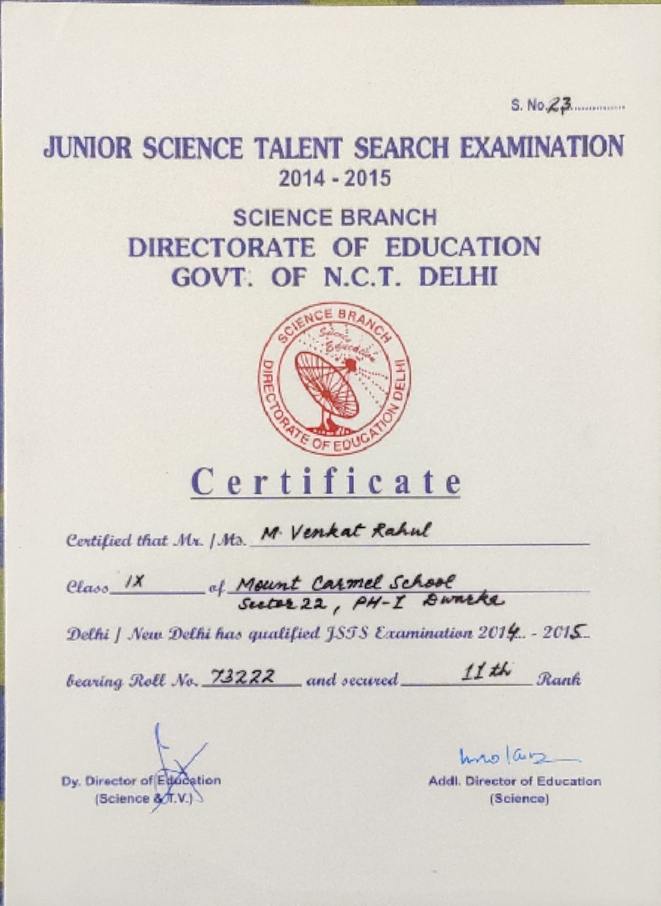 S. No.23
JUNIOR SCIENCE TALENT SEARCH EXAMINATION
2014 - 2015
SCIENCE BRANCH
DIRECTORATE OF EDUCATION
GOVT. OF N.C.T. DELHI
SCIENCE BRANCH
Science
Education
DIRECTORATE OF EDUCATION DELHI
Certificate
Certified that Mr. / Ms. M. Venkat Rahul
Class IX of Mount Carmel School
Sector 22, PH-I Dwarka
Delhi / New Delhi has qualified JSTS Examination 2014 - 2015
bearing Roll No. 73222 and secured 11th Rank
Dy. Director of Education Addl. Director of Education
(Science & T.V.) (Science)